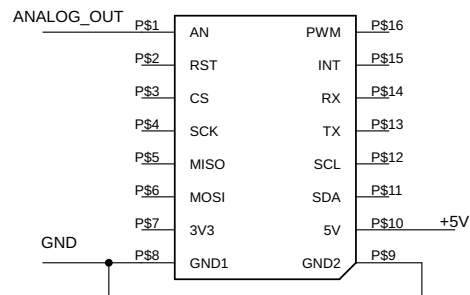 ANALOG_OUT
P$1 AN PWM P$16
P$2 RST INT P$15
P$3 CS RX P$14
P$4 SCK TX P$13
P$5 MISO SCL P$12
P$6 MOSI SDA P$11
P$7 3V3 5V P$10 +5V
GND
P$8 GND1 GND2 P$9